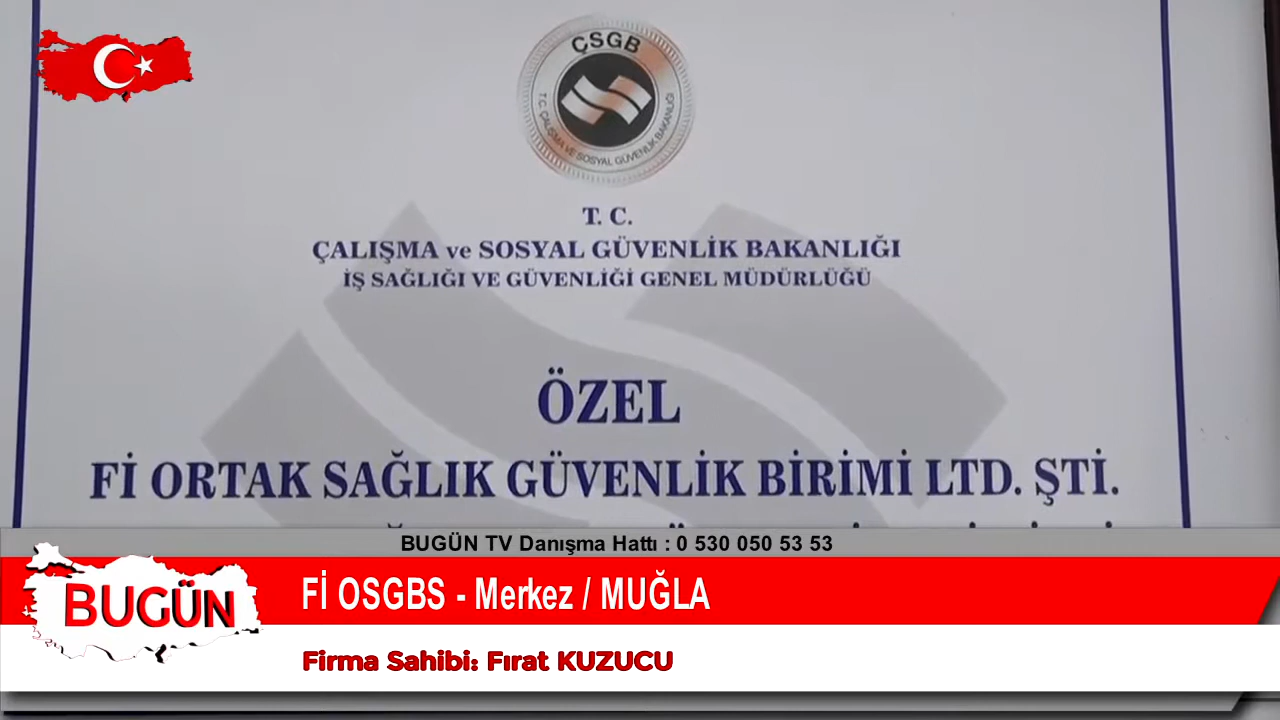 ÇSGB
T.C. ÇALIŞMA VE SOSYAL GÜVENLİK BAKANLIĞI
T. C.
ÇALIŞMA ve SOSYAL GÜVENLİK BAKANLIĞI
İŞ SAĞLIĞI VE GÜVENLİĞİ GENEL MÜDÜRLÜĞÜ
ÖZEL
Fİ ORTAK SAĞLIK GÜVENLİK BİRİMİ LTD. ŞTİ.
BUGÜN TV Danışma Hattı : 0 530 050 53 53
BUGÜN
Fİ OSGBS - Merkez / MUĞLA
Firma Sahibi: Fırat KUZUCU